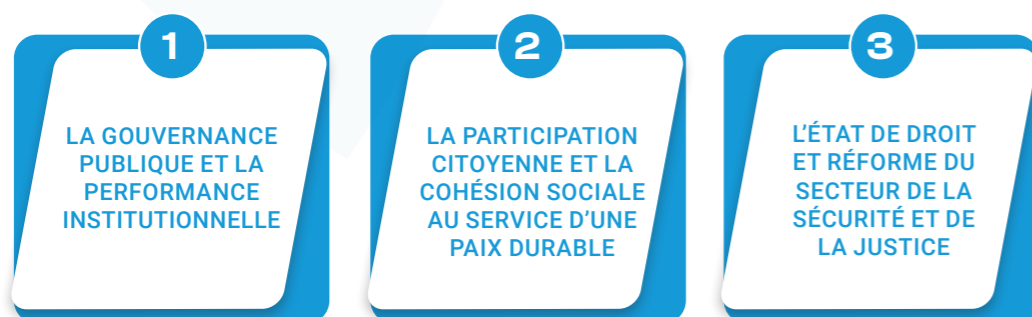 1
LA GOUVERNANCE
PUBLIQUE ET LA
PERFORMANCE
INSTITUTIONNELLE
2
LA PARTICIPATION
CITOYENNE ET LA
COHÉSION SOCIALE
AU SERVICE D’UNE
PAIX DURABLE
3
L’ÉTAT DE DROIT
ET RÉFORME DU
SECTEUR DE LA
SÉCURITÉ ET DE
LA JUSTICE